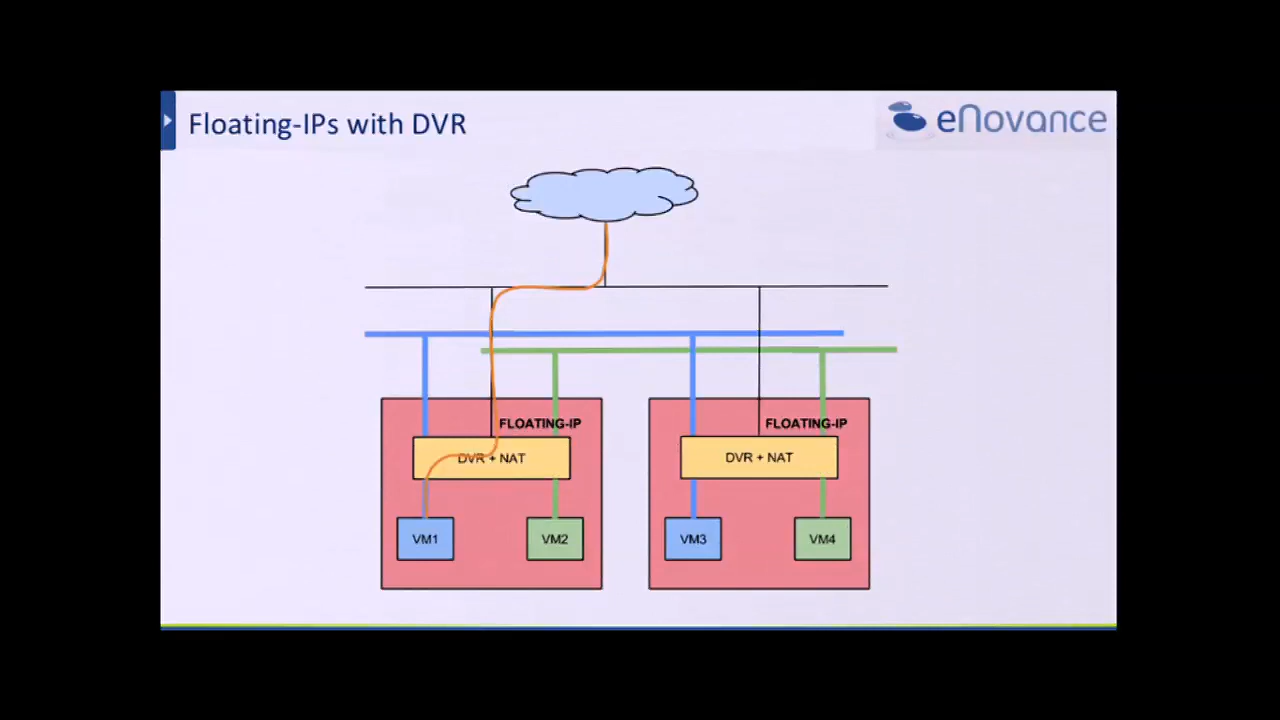 Floating-IPs with DVR
eNovance
FLOATING-IP
FLOATING-IP
DVR + NAT
DVR + NAT
VM1
VM2
VM3
VM4